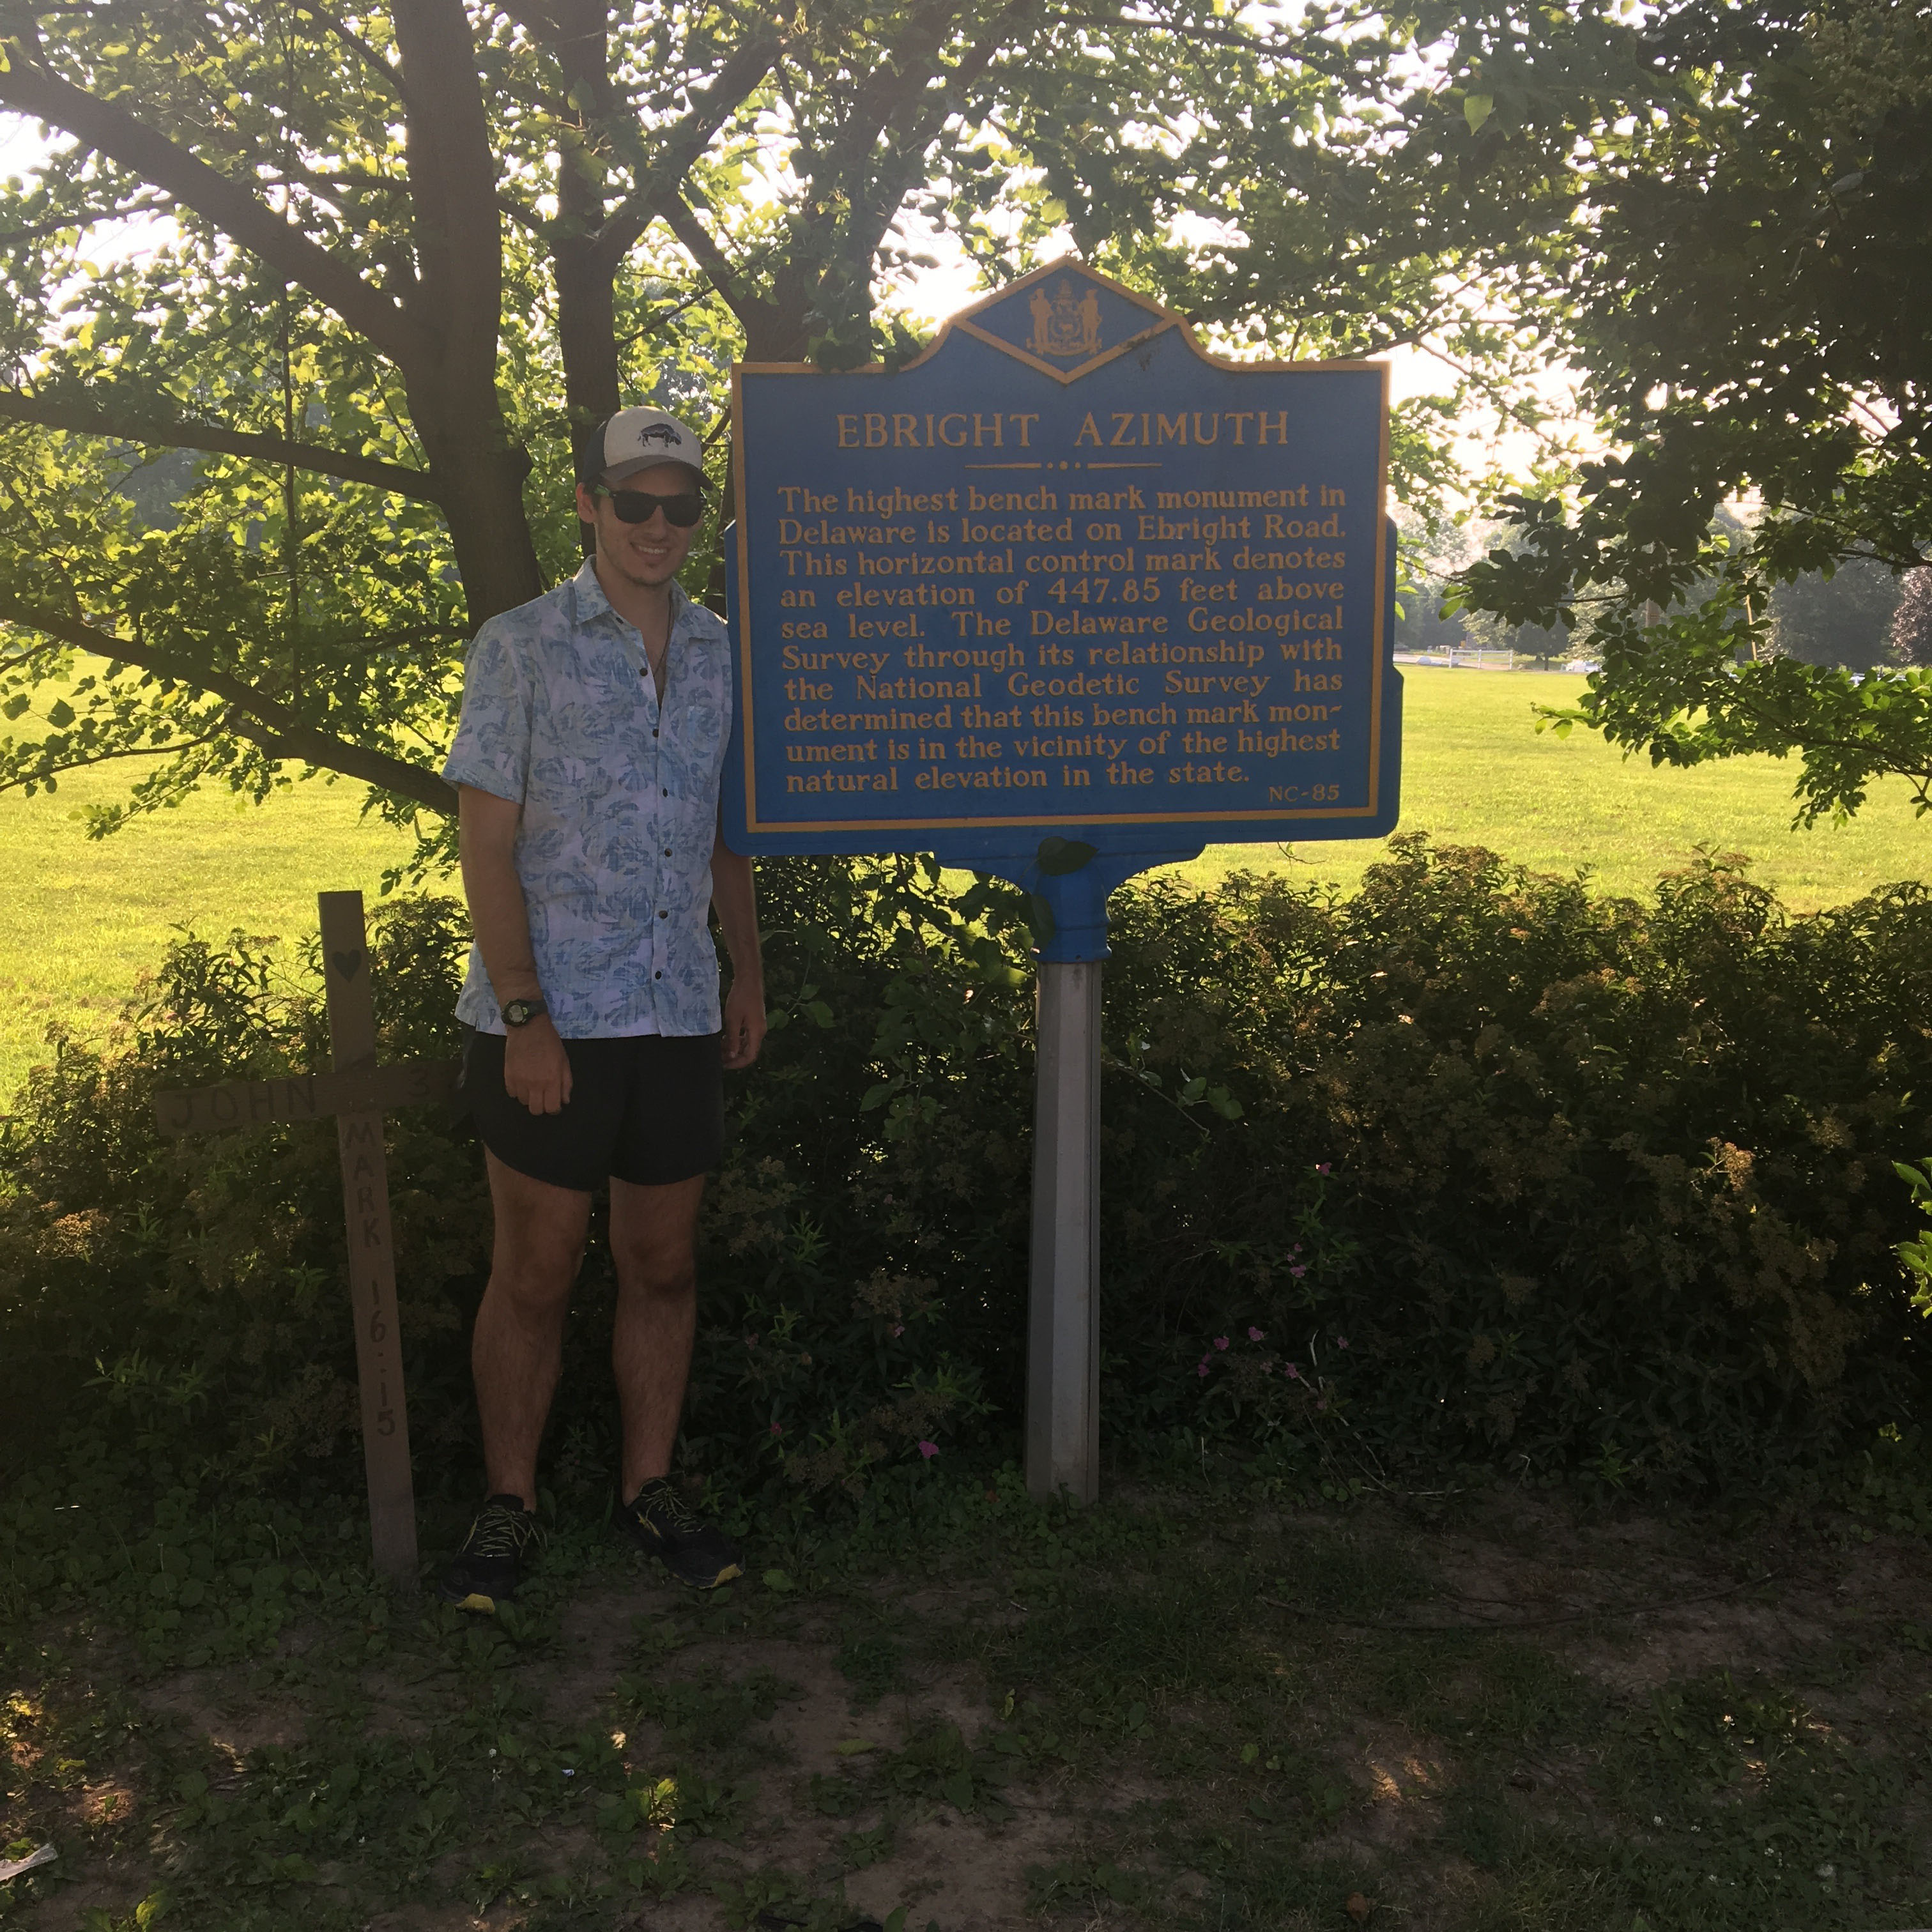 EBRIGHT AZIMUTH
The highest bench mark monument in
Delaware is located on Ebright Road.
This horizontal control mark denotes
an elevation of 447.85 feet above
sea level. The Delaware Geological
Survey through its relationship with
the National Geodetic Survey has
determined that this bench mark mon-
ument is in the vicinity of the highest
natural elevation in the state.
NC-85
JOHN 3
MARK 16:15